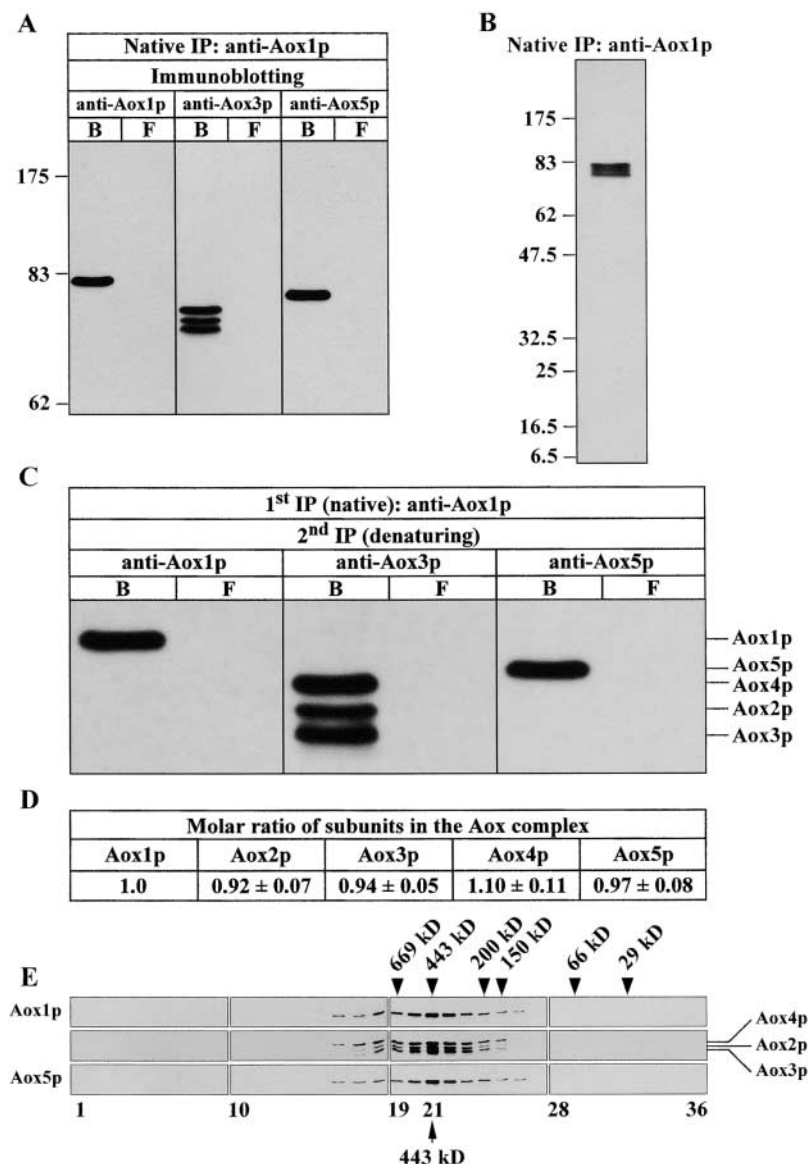 A
Native IP: anti-Aox1p
Immunoblotting
anti-Aox1p anti-Aox3p anti-Aox5p
B F B F B F
175
83
62
B
Native IP: anti-Aox1p
175
83
62
47.5
32.5
25
16.5
6.5
C
1st IP (native): anti-Aox1p
2nd IP (denaturing)
anti-Aox1p anti-Aox3p anti-Aox5p
B F B F B F
Aox1p
Aox5p
Aox4p
Aox2p
Aox3p
D
Molar ratio of subunits in the Aox complex
Aox1p Aox2p Aox3p Aox4p Aox5p
1.0 0.92 ± 0.07 0.94 ± 0.05 1.10 ± 0.11 0.97 ± 0.08
E
669 kD 443 kD 200 kD 150 kD 66 kD 29 kD
Aox1p
Aox4p
Aox2p
Aox3p
Aox5p
1 10 19 21 28 36
443 kD